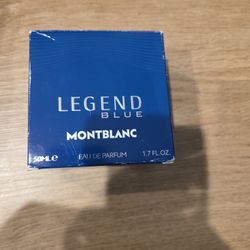 LEGEND
BLUE
MONTBLANC
50ML℮ EAU DE PARFUM 1.7 FL.OZ.